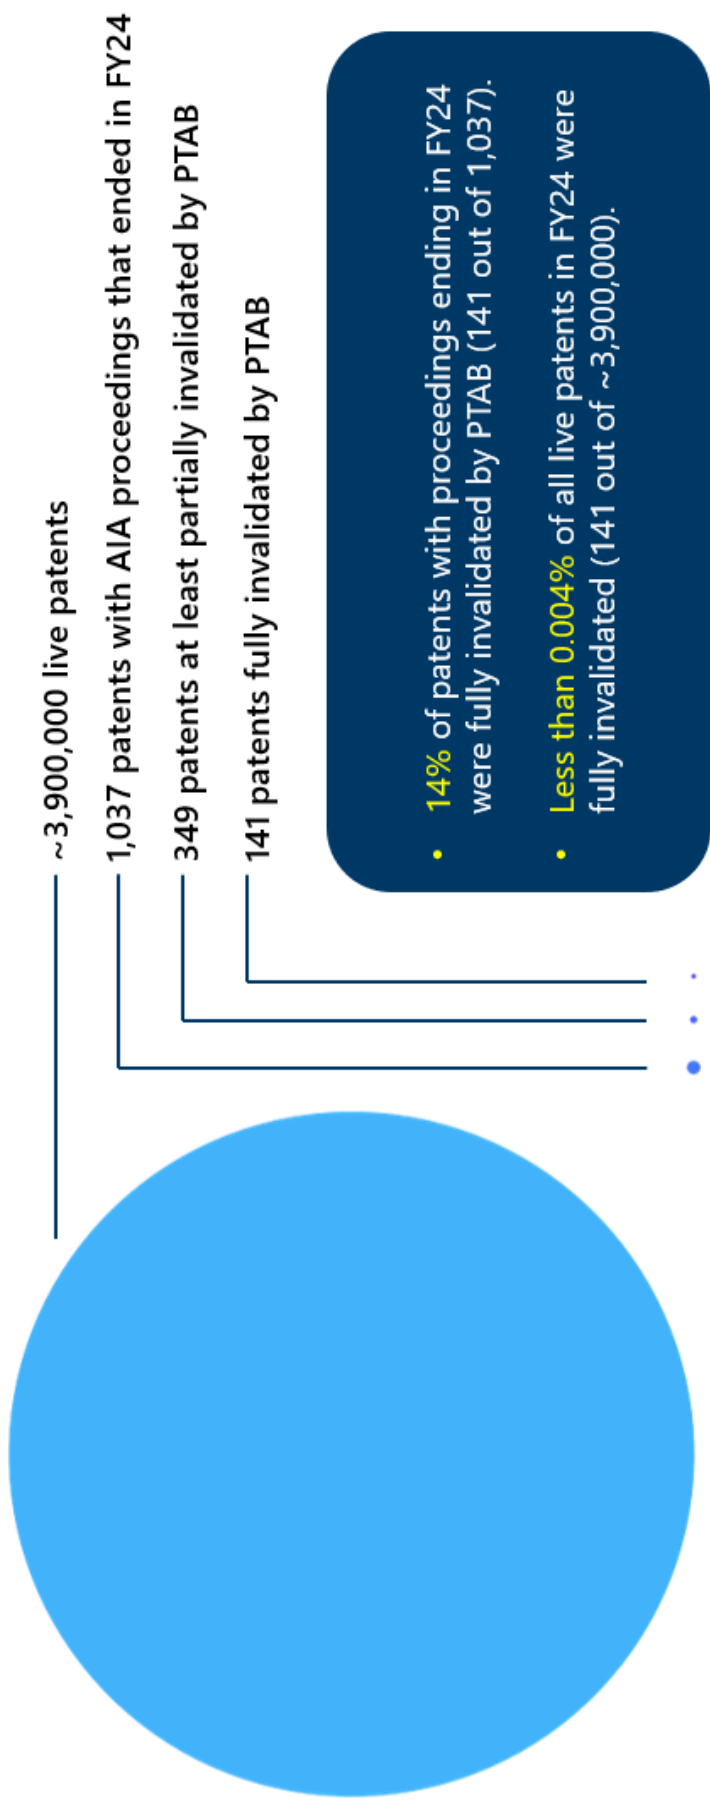 ~3,900,000 live patents
1,037 patents with AIA proceedings that ended in FY24
349 patents at least partially invalidated by PTAB
141 patents fully invalidated by PTAB
• 14% of patents with proceedings ending in FY24
were fully invalidated by PTAB (141 out of 1,037).
• Less than 0.004% of all live patents in FY24 were
fully invalidated (141 out of ~3,900,000).